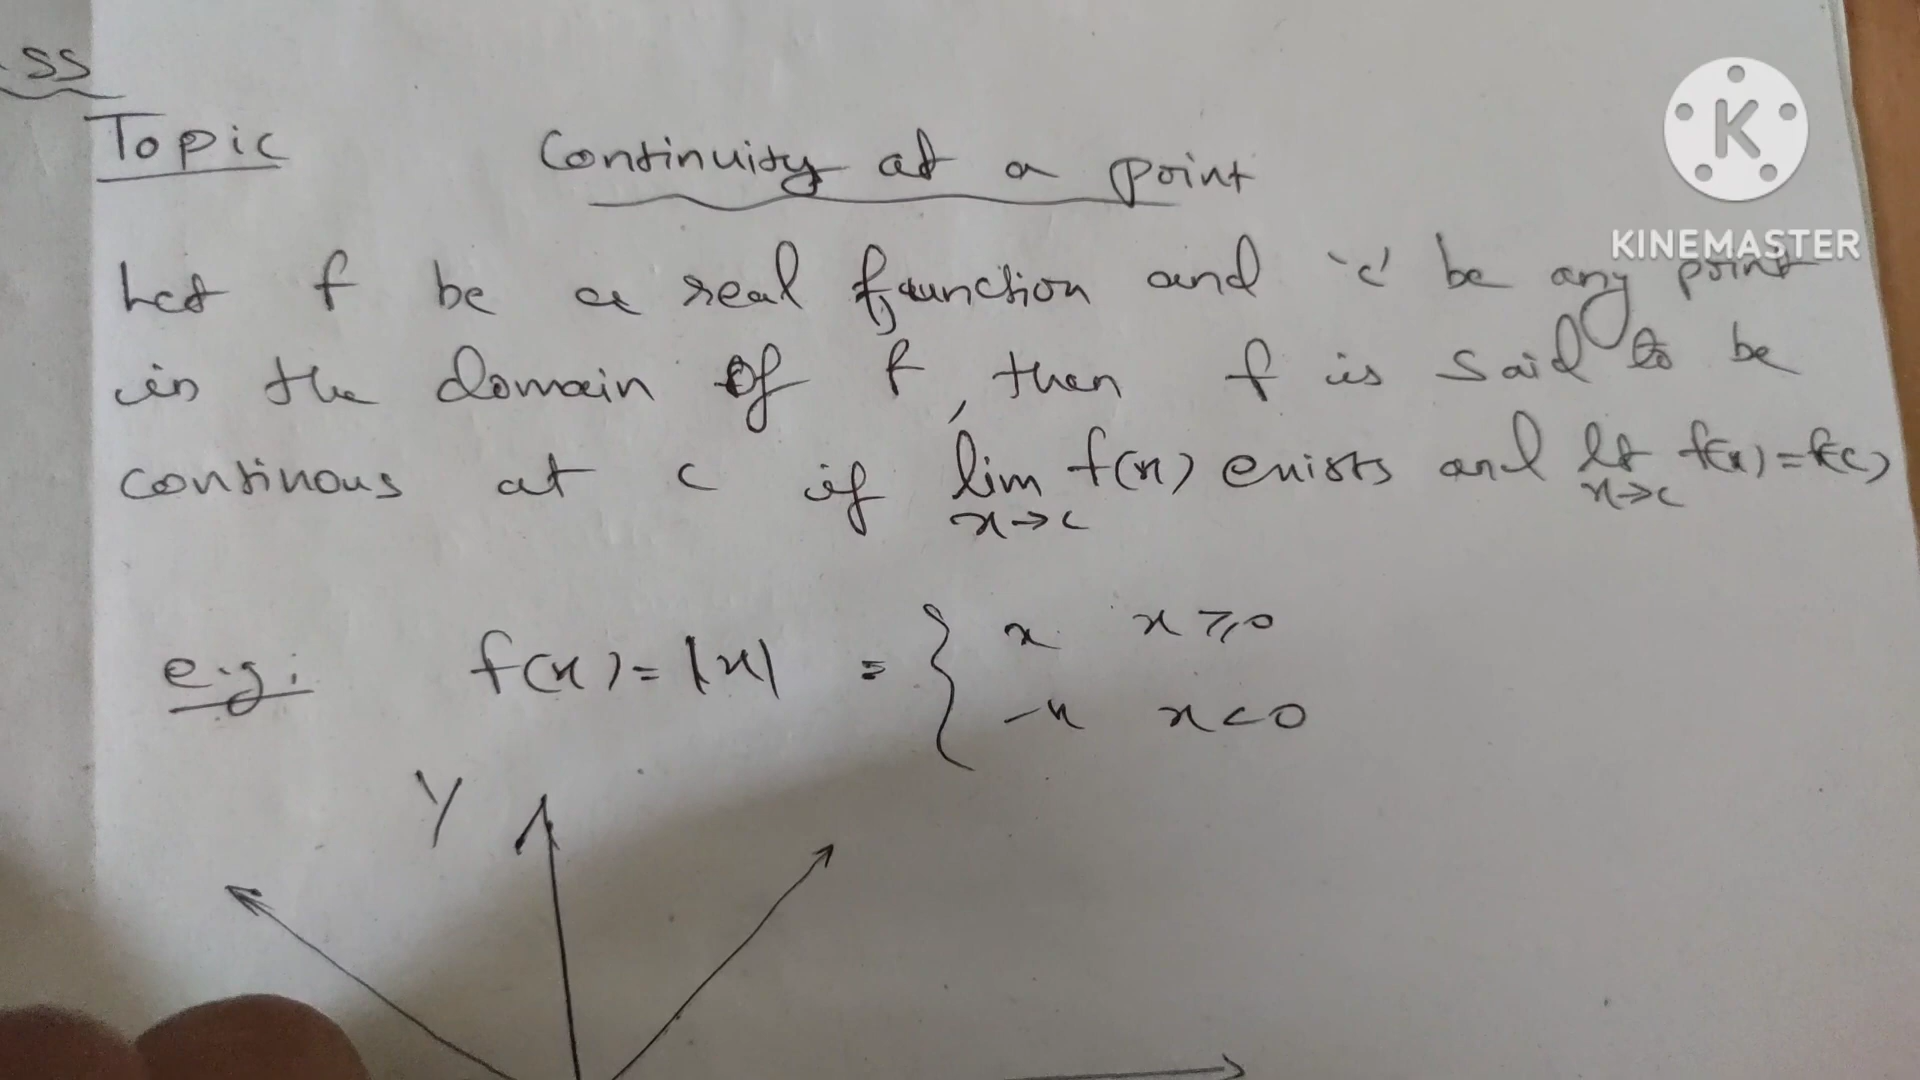 SS
Topic Continuity at a point
K
KINEMASTER
Let f be a real function and 'c' be any point
in the domain of f, then f is said to be
continous at c if lim f(x) exists and lt f(x) = f(c)
x→c x→c
e.g: f(x) = |x| = { x x ≥ 0
-x x < 0
Y